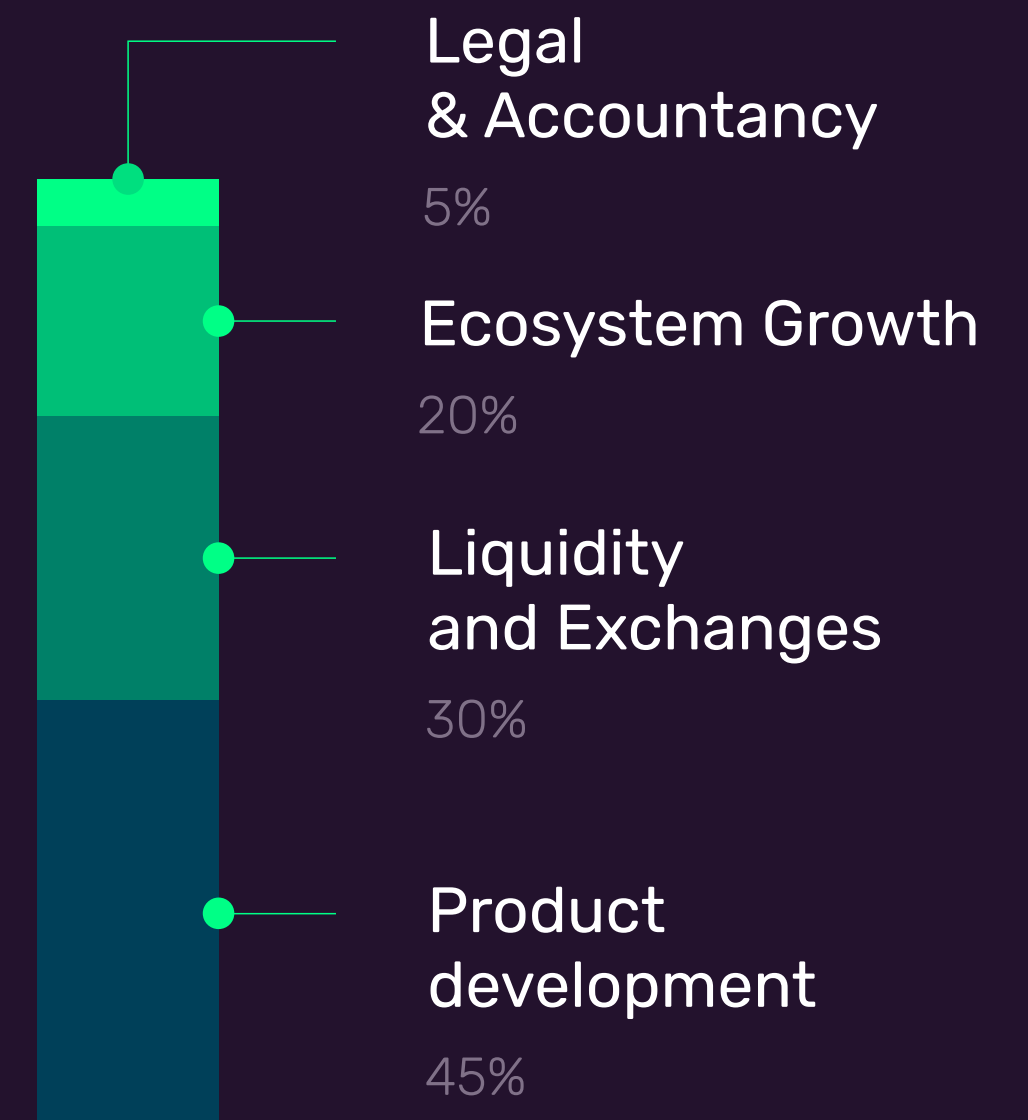 Legal
& Accountancy
5%
Ecosystem Growth
20%
Liquidity
and Exchanges
30%
Product
development
45%